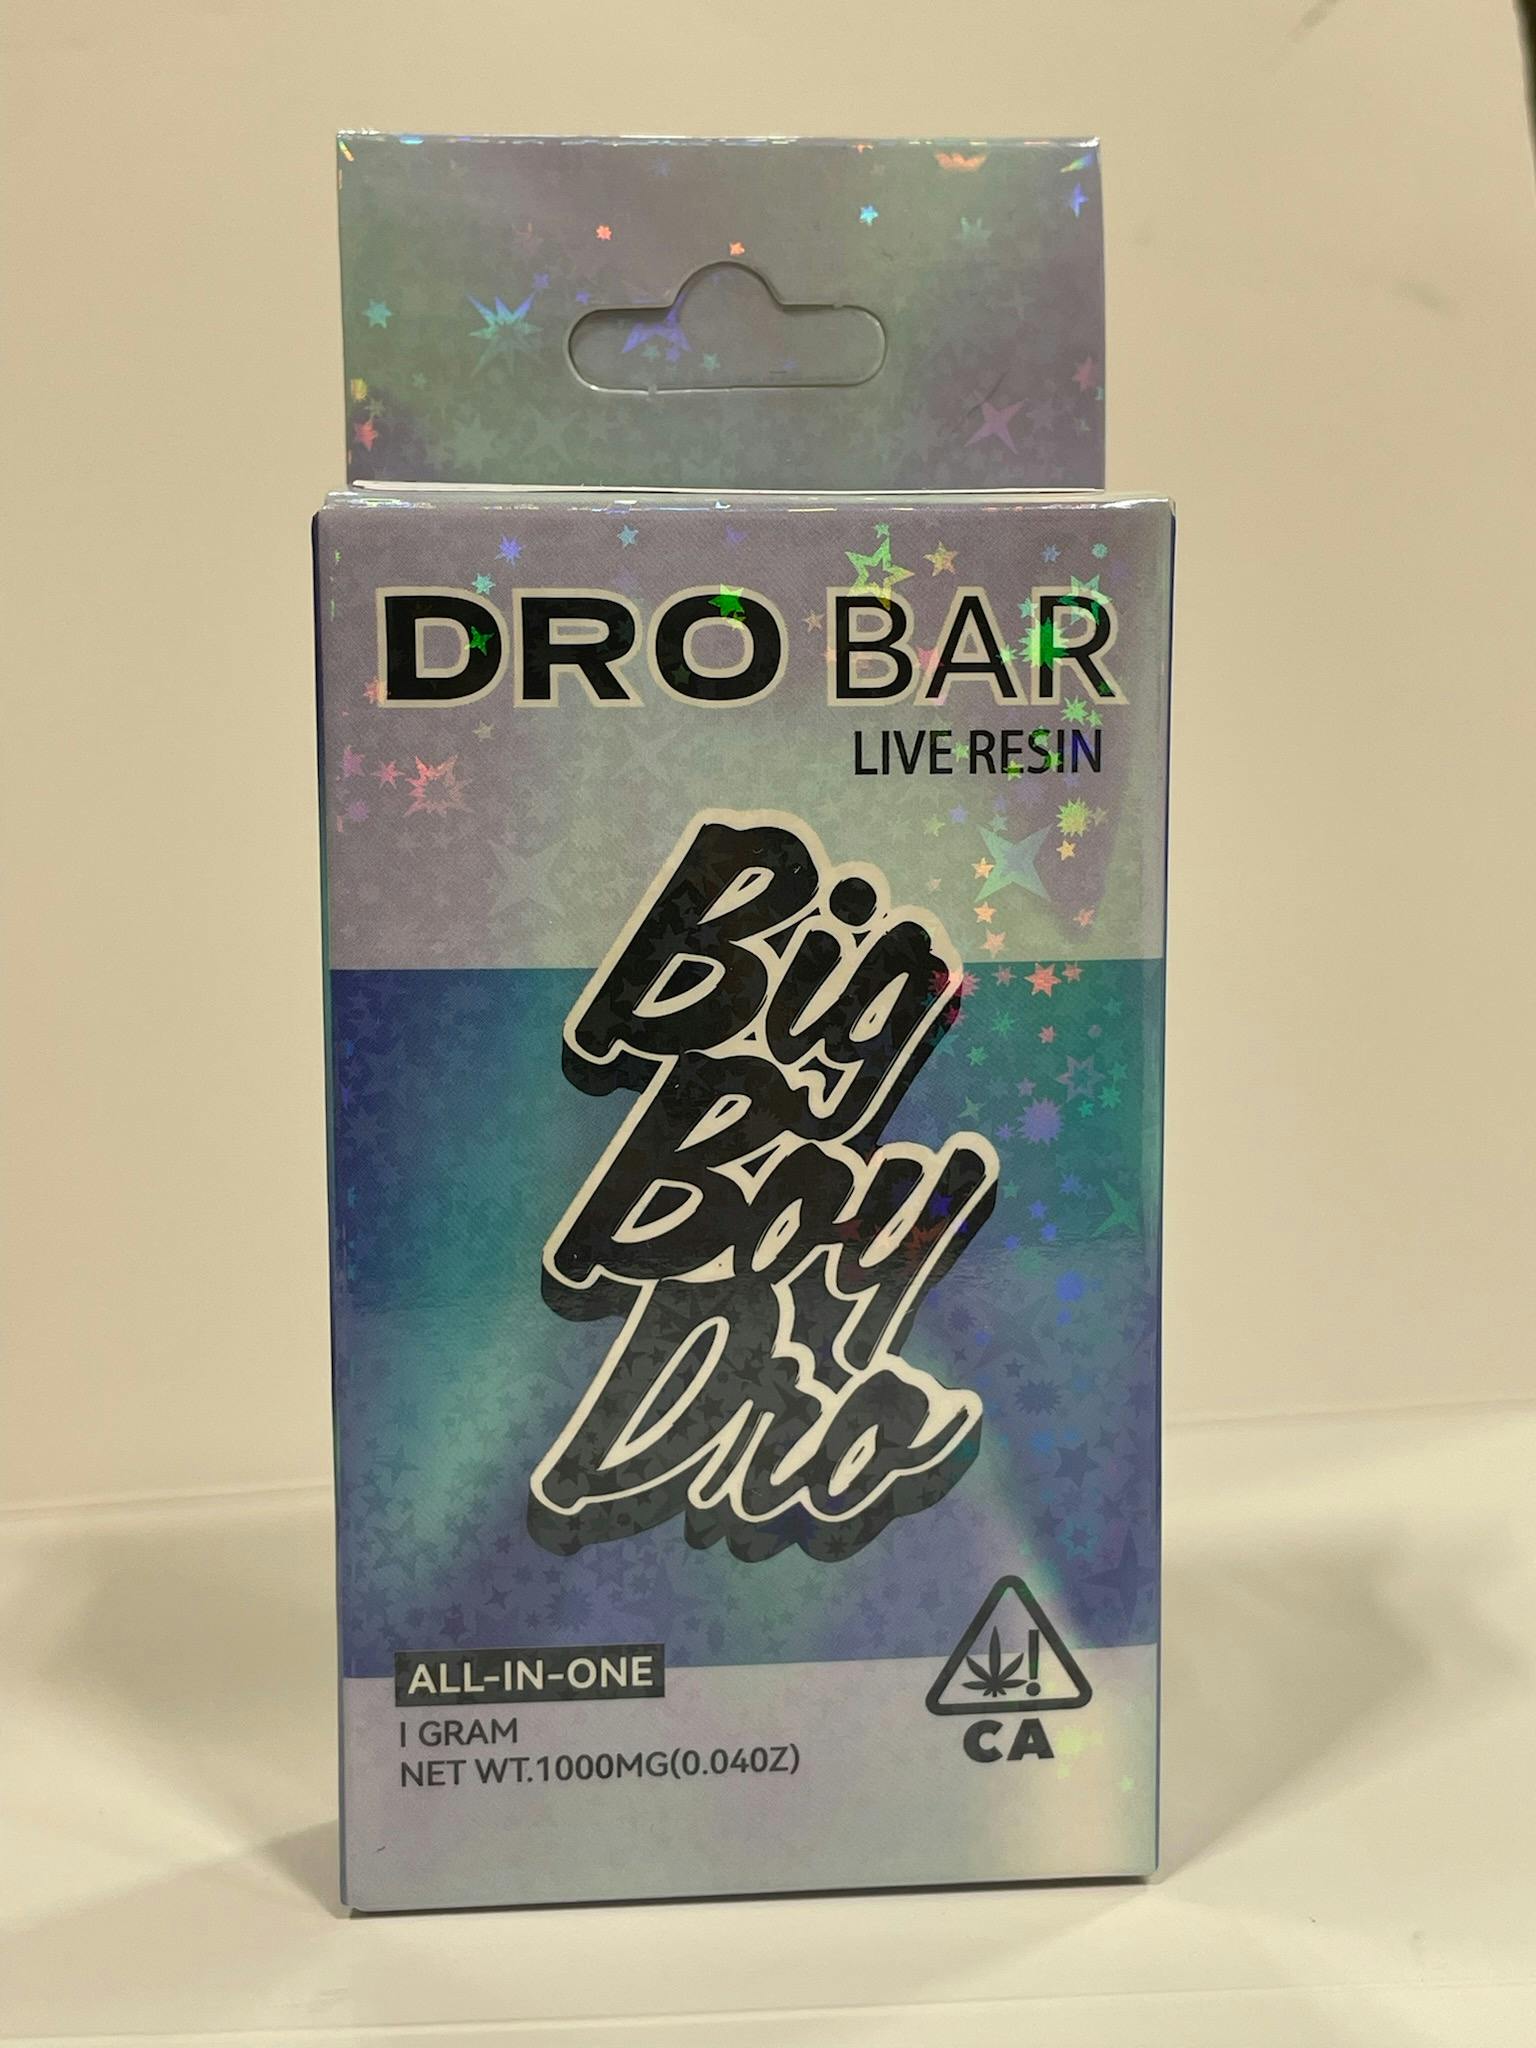 DRO BAR
LIVE RESIN
Big
Boy
Dro
ALL-IN-ONE
1 GRAM
NET WT.1000MG(0.04OZ)
!
CA